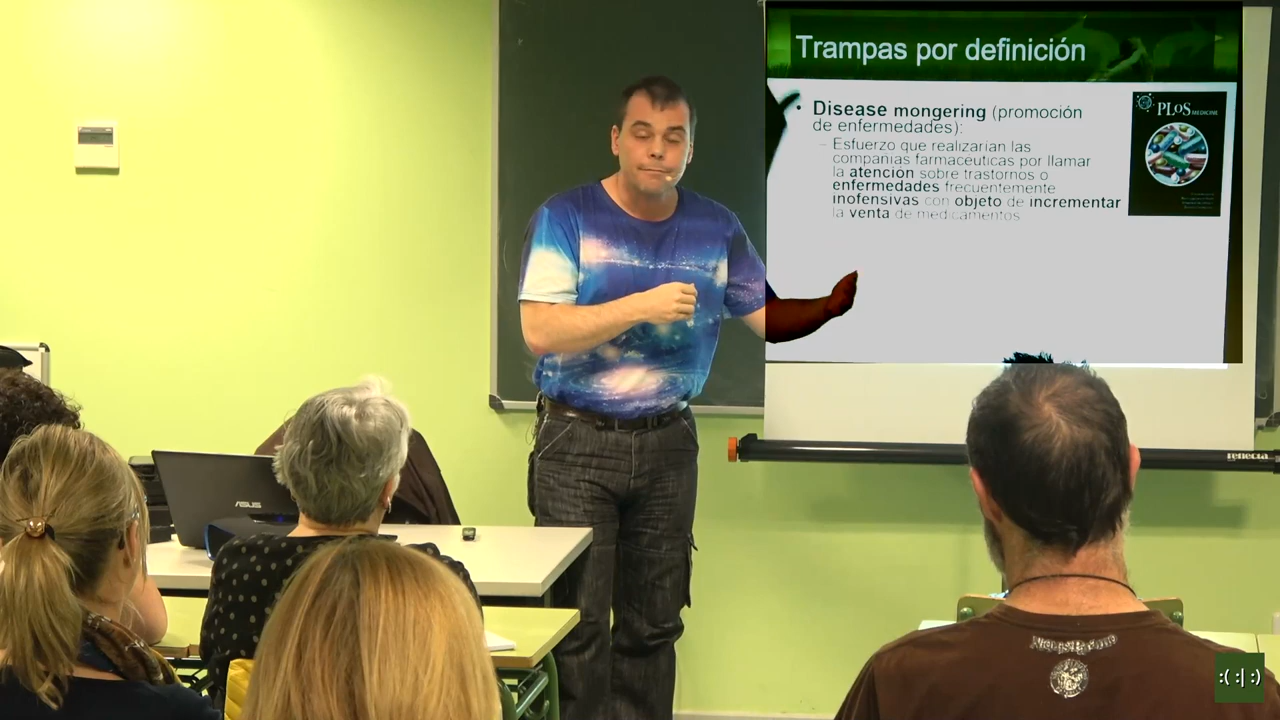 Trampas por definición
• Disease mongering (promoción
de enfermedades):
– Esfuerzo que realizarían las
compañías farmacéuticas por llamar
la atención sobre trastornos o
enfermedades frecuentemente
inofensivas con objeto de incrementar
la venta de medicamentos
PLoS MEDICINE
ASUS
:( :| :)